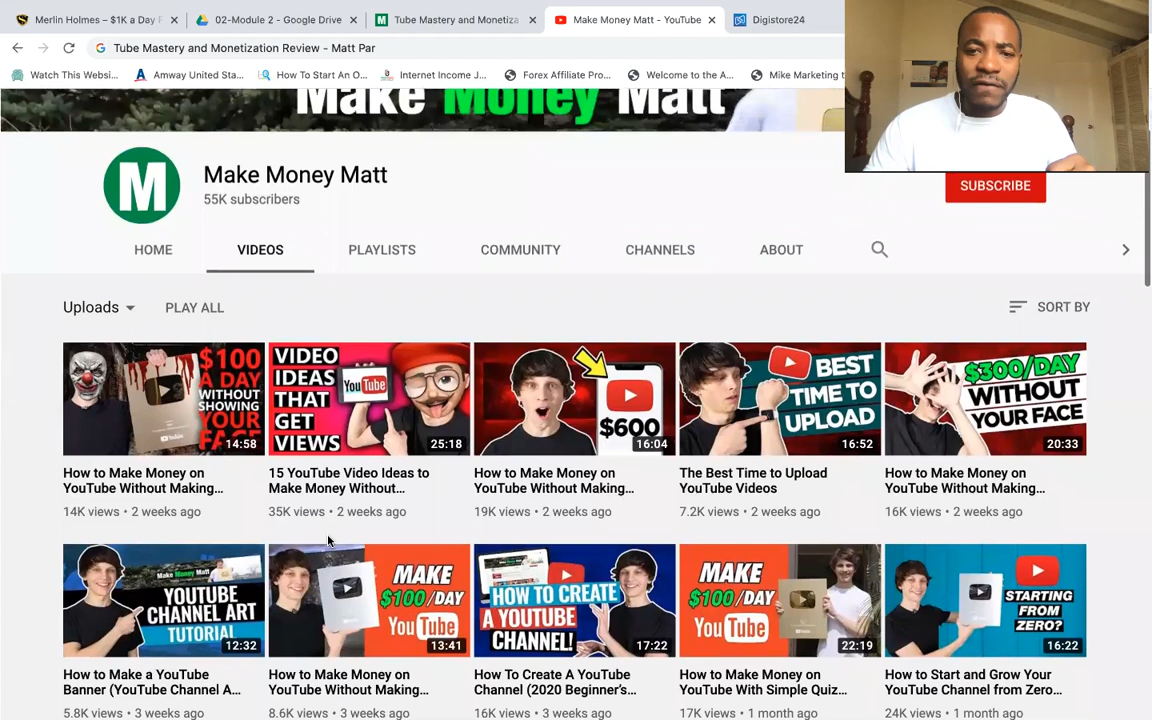 Merlin Holmes – $1K a Day F
02-Module 2 - Google Drive
Tube Mastery and Monetiza
Make Money Matt - YouTube
Digistore24
Tube Mastery and Monetization Review - Matt Par
Watch This Websi...
Amway United Sta...
How To Start An O...
Internet Income J...
Forex Affiliate Pro...
Welcome to the A...
Mike Marketing t
Make Money Matt
M
Make Money Matt
55K subscribers
SUBSCRIBE
HOME
VIDEOS
PLAYLISTS
COMMUNITY
CHANNELS
ABOUT
Uploads
PLAY ALL
SORT BY
$100
A DAY
WITHOUT
SHOWING
YOUR
FACE
14:58
VIDEO
IDEAS
THAT
GET
VIEWS
YouTube
25:18
$600
16:04
BEST
TIME TO
UPLOAD
16:52
$300/DAY
WITHOUT
YOUR FACE
20:33
How to Make Money on
YouTube Without Making...
14K views • 2 weeks ago
15 YouTube Video Ideas to
Make Money Without...
35K views • 2 weeks ago
How to Make Money on
YouTube Without Making...
19K views • 2 weeks ago
The Best Time to Upload
YouTube Videos
7.2K views • 2 weeks ago
How to Make Money on
YouTube Without Making...
16K views • 2 weeks ago
Make Money Matt
YOUTUBE
CHANNEL ART
TUTORIAL
12:32
MAKE
$100/DAY
YouTube
13:41
HOW TO CREATE
A YOUTUBE
CHANNEL!
17:22
MAKE
$100/DAY
YouTube
22:19
STARTING
FROM
ZERO?
16:22
How to Make a YouTube
Banner (YouTube Channel A...
5.8K views • 3 weeks ago
How to Make Money on
YouTube Without Making...
8.6K views • 3 weeks ago
How To Create A YouTube
Channel (2020 Beginner's...
16K views • 3 weeks ago
How to Make Money on
YouTube With Simple Quiz...
17K views • 1 month ago
How to Start and Grow Your
YouTube Channel from Zero...
24K views • 1 month ago